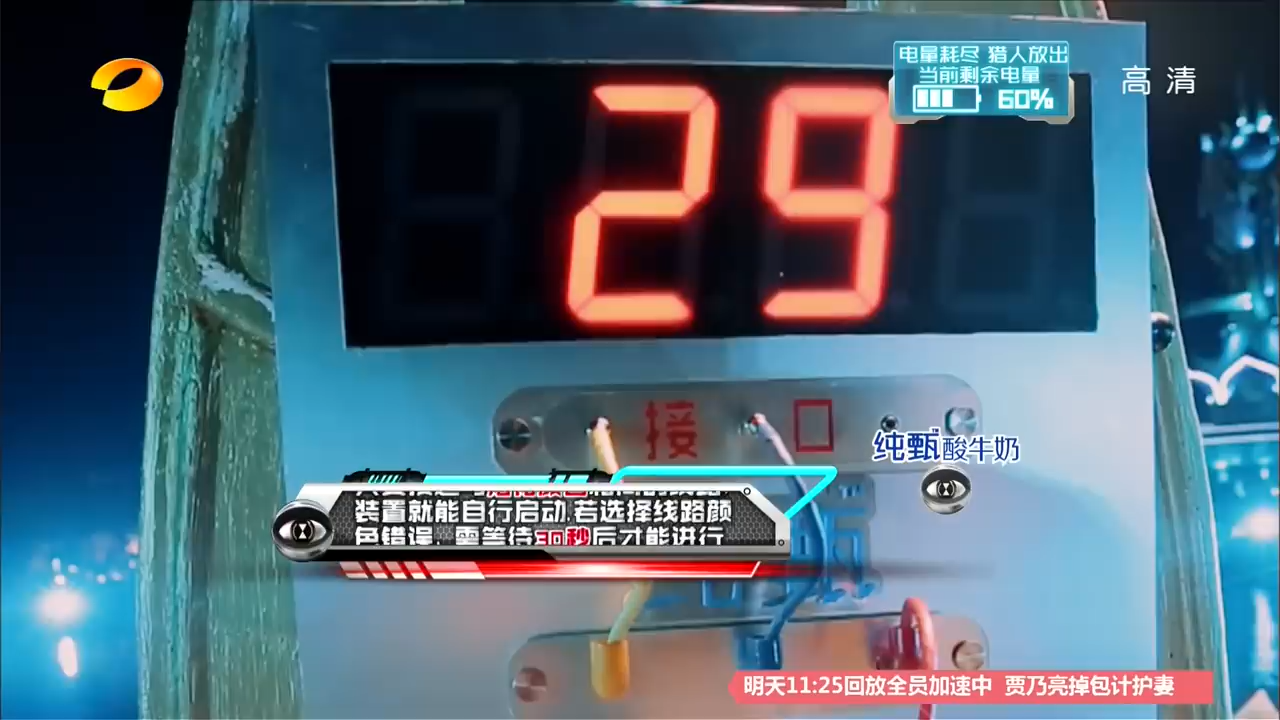 电量耗尽 猎人放出
当前剩余电量
60%
高清
29
接口
纯甄酸牛奶
装置就能自行启动,若选择线路颜
色错误,需等待30秒后才能进行
明天11:25回放全员加速中 贾乃亮掉包计护妻